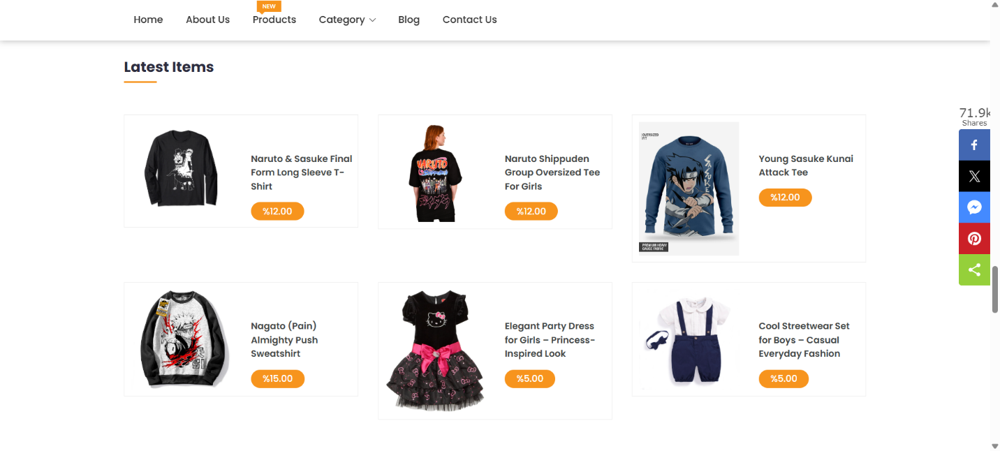 NEW
Home About Us Products Category Blog Contact Us
Latest Items
71.9k
Shares
Naruto & Sasuke Final
Form Long Sleeve T-
Shirt
%12.00
NARUTO
Naruto Shippuden
Group Oversized Tee
For Girls
%12.00
OVERSIZED
FIT
SASUKE
PREMIUM HEAVY
GAUGE FABRIC
Young Sasuke Kunai
Attack Tee
%12.00
Nagato (Pain)
Almighty Push
Sweatshirt
%15.00
Elegant Party Dress
for Girls – Princess-
Inspired Look
%5.00
Cool Streetwear Set
for Boys – Casual
Everyday Fashion
%5.00